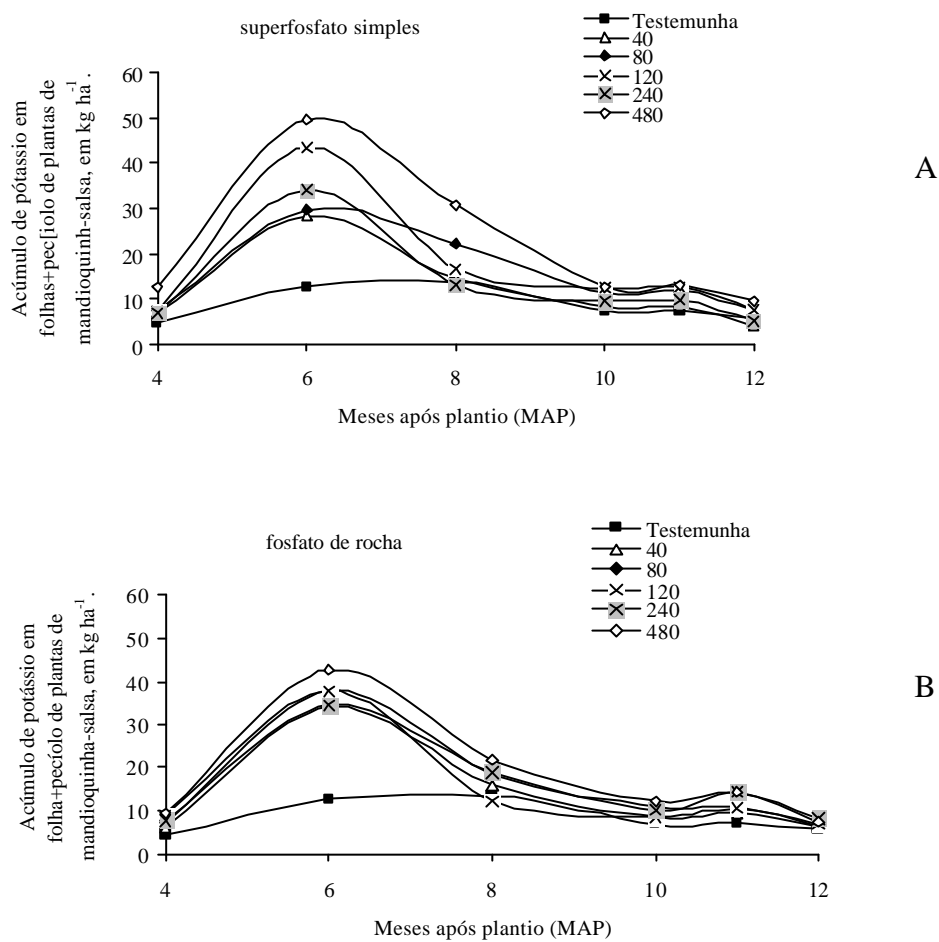 superfosfato simples
Testemunha
40
80
120
240
480
A
Acúmulo de pótassio em
folhas+pec[iolo de plantas de
mandioquinh-salsa, em kg ha-1.
60
50
40
30
20
10
0
4
6
8
10
12
Meses após plantio (MAP)
fosfato de rocha
Testemunha
40
80
120
240
480
B
Acúmulo de potássio em
folha+pecíolo de plantas de
mandioquinha-salsa, em kg ha-1.
60
50
40
30
20
10
0
4
6
8
10
12
Meses após plantio (MAP)